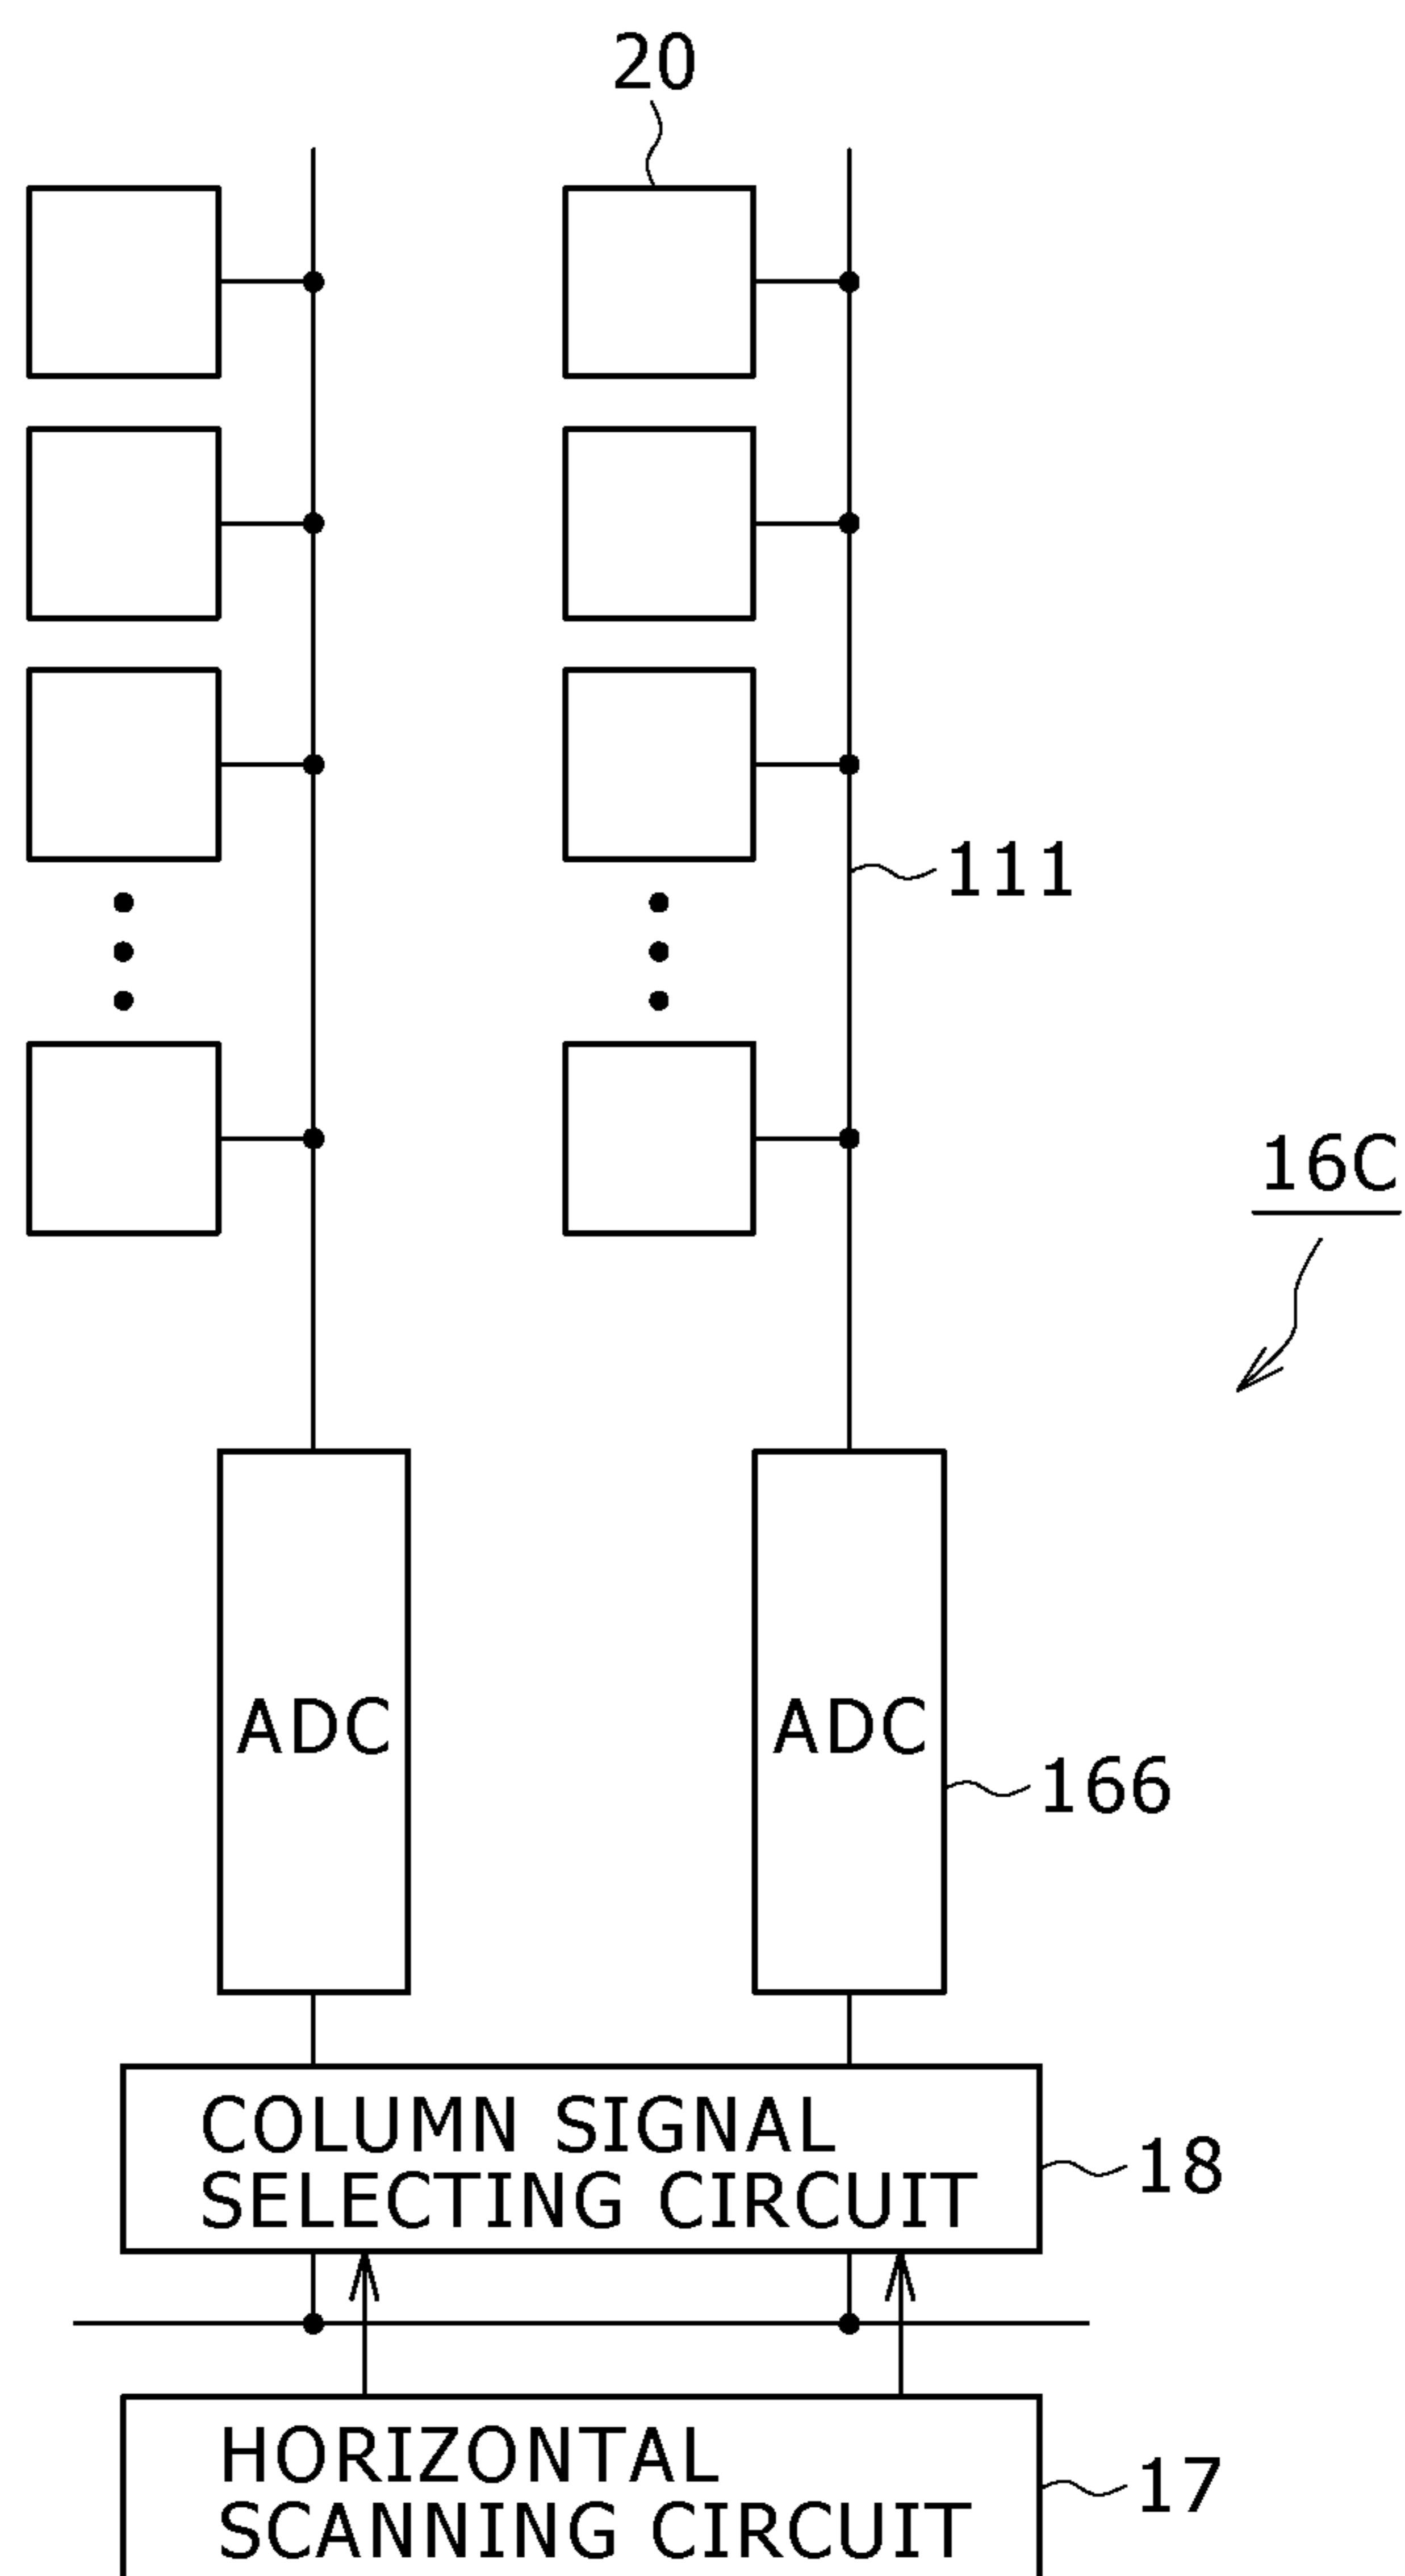 20
111
16C
ADC
ADC
166
COLUMN SIGNAL
SELECTING CIRCUIT
18
HORIZONTAL
SCANNING CIRCUIT
17